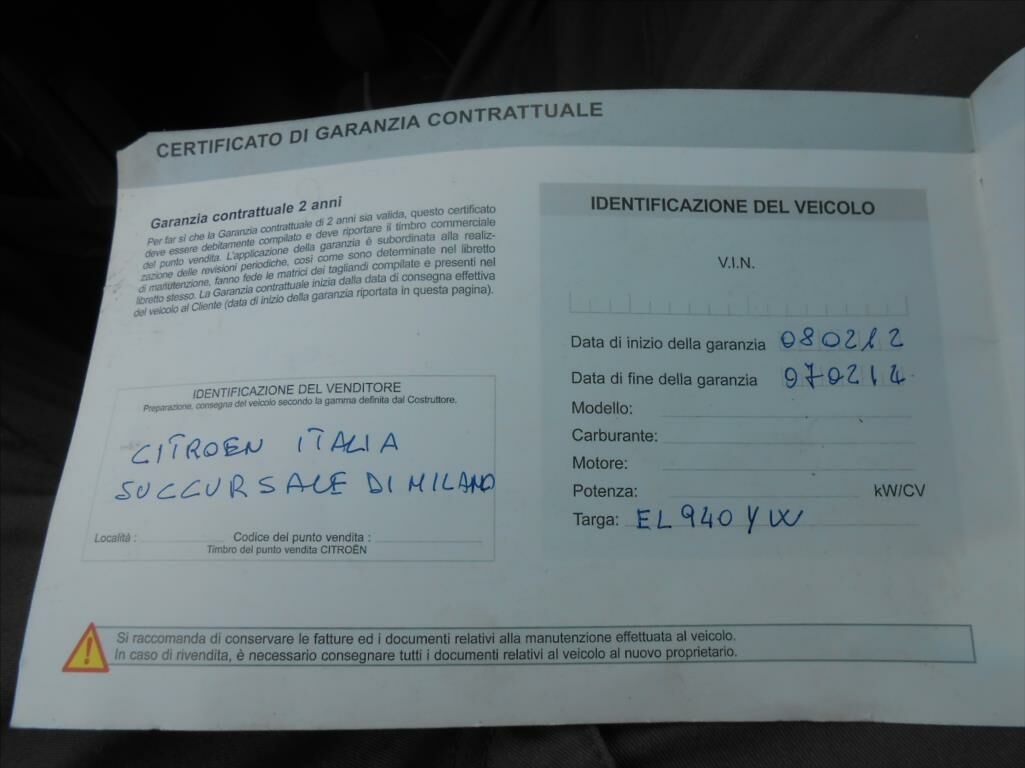 CERTIFICATO DI GARANZIA CONTRATTUALE
Garanzia contrattuale 2 anni
Per far sì che la Garanzia contrattuale di 2 anni sia valida, questo certificato
deve essere debitamente compilato e deve riportare il timbro commerciale
del punto vendita. L'applicazione della garanzia è subordinata alla realiz-
zazione delle revisioni periodiche, così come sono determinate nel libretto
di manutenzione, fanno fede le matrici dei tagliandi compilate e presenti nel
libretto stesso. La Garanzia contrattuale inizia dalla data di consegna effettiva
del veicolo al Cliente (data di inizio della garanzia riportata in questa pagina).
IDENTIFICAZIONE DEL VENDITORE
Preparazione, consegna del veicolo secondo la gamma definita dal Costruttore.
CITROEN ITALIA
SUCCURSALE DI MILANO
Località : Codice del punto vendita :
Timbro del punto vendita CITROËN
IDENTIFICAZIONE DEL VEICOLO
V.I.N.
Data di inizio della garanzia 080212
Data di fine della garanzia 070214
Modello:
Carburante:
Motore:
Potenza: kW/CV
Targa: EL940YW
Si raccomanda di conservare le fatture ed i documenti relativi alla manutenzione effettuata al veicolo.
In caso di rivendita, è necessario consegnare tutti i documenti relativi al veicolo al nuovo proprietario.